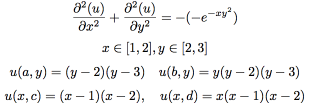 ∂²(u)/∂x² + ∂²(u)/∂y² = −(−e^{−xy²})
x ∈ [1, 2], y ∈ [2, 3]
u(a, y) = (y − 2)(y − 3) u(b, y) = y(y − 2)(y − 3)
u(x, c) = (x − 1)(x − 2), u(x, d) = x(x − 1)(x − 2)